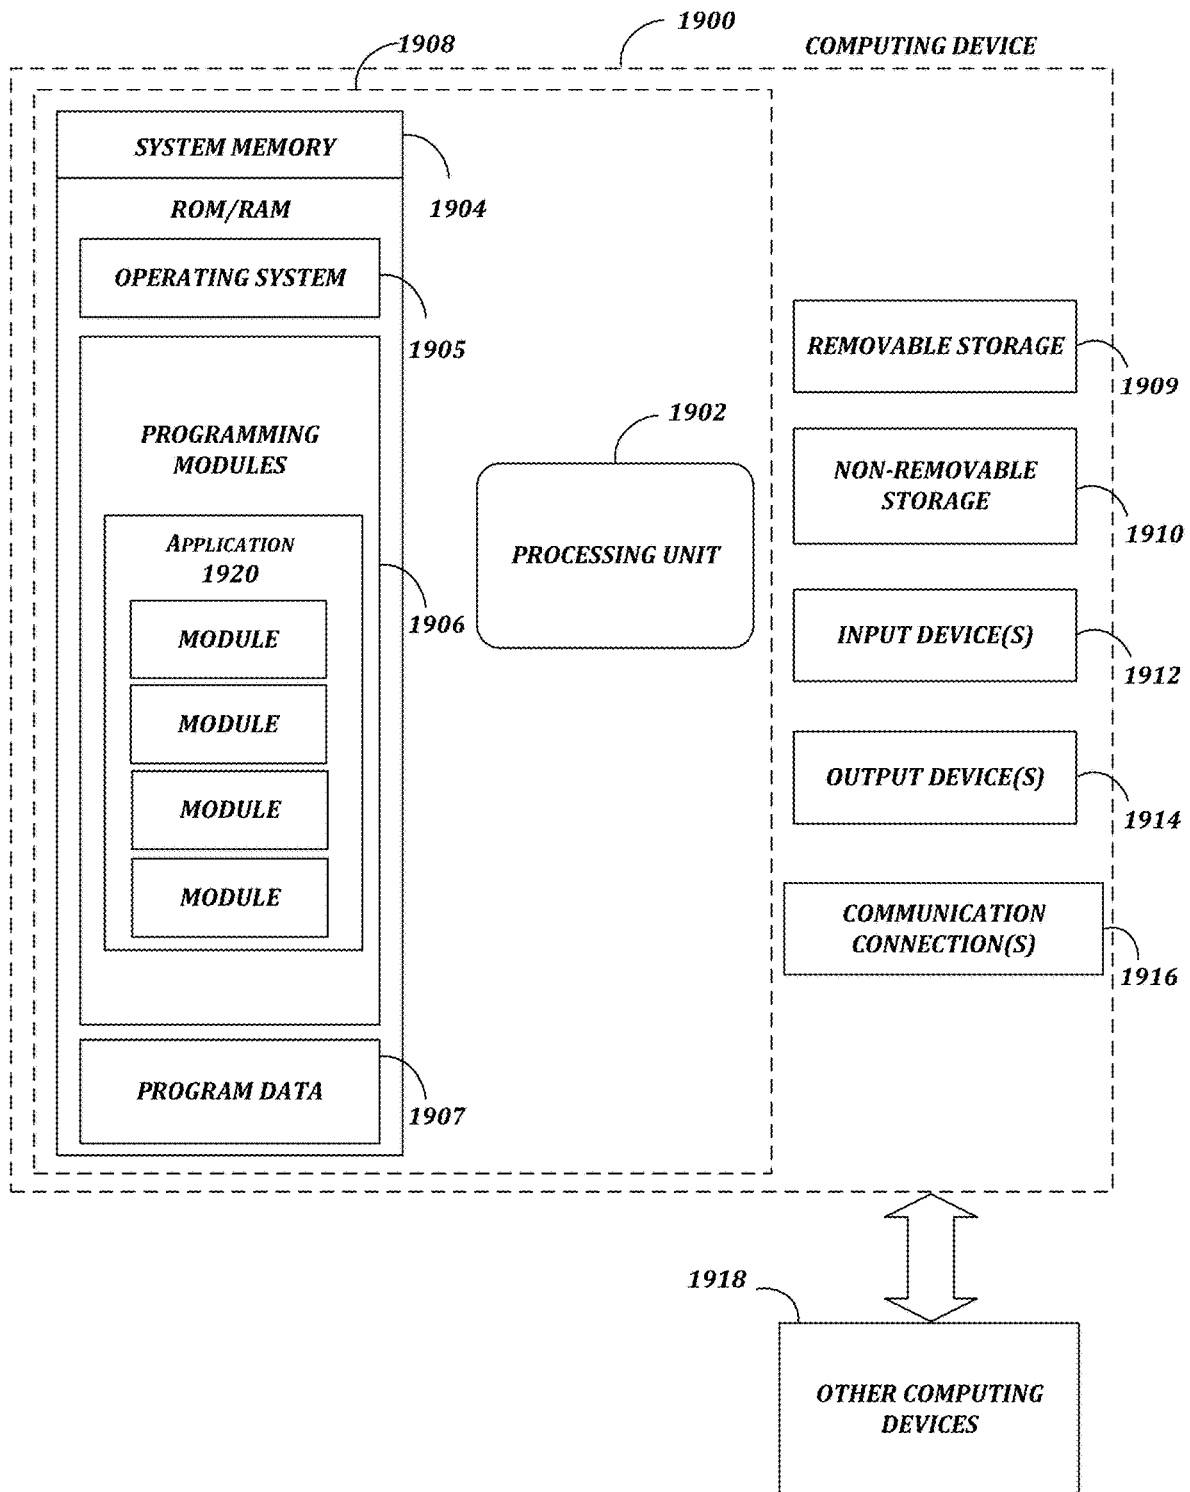 1900
COMPUTING DEVICE
1908
SYSTEM MEMORY
1904
ROM/RAM
OPERATING SYSTEM
1905
PROGRAMMING
MODULES
APPLICATION
1920
1906
MODULE
MODULE
MODULE
MODULE
PROGRAM DATA
1907
1902
PROCESSING UNIT
REMOVABLE STORAGE
1909
NON-REMOVABLE
STORAGE
1910
INPUT DEVICE(S)
1912
OUTPUT DEVICE(S)
1914
COMMUNICATION
CONNECTION(S)
1916
1918
OTHER COMPUTING
DEVICES